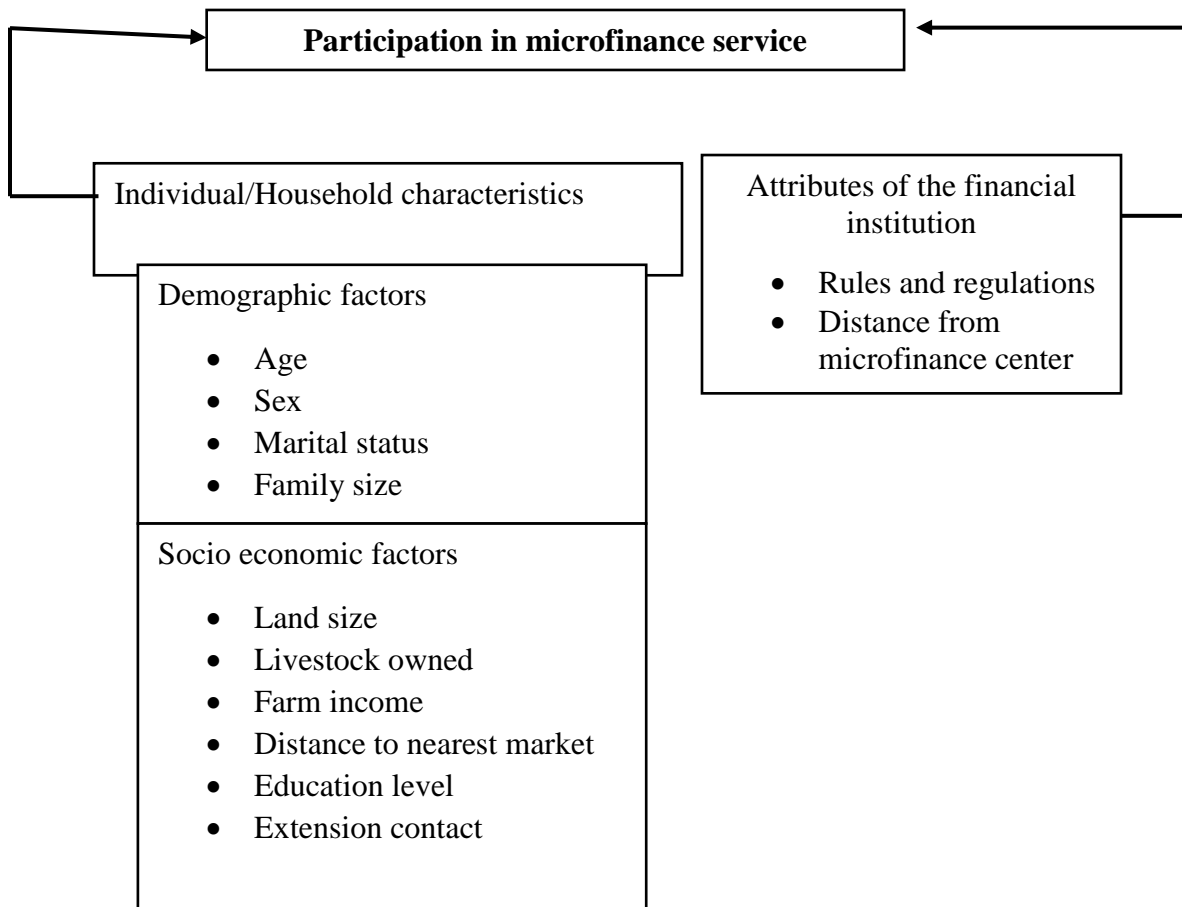 Participation in microfinance service
Individual/Household characteristics
Demographic factors
• Age
• Sex
• Marital status
• Family size
Socio economic factors
• Land size
• Livestock owned
• Farm income
• Distance to nearest market
• Education level
• Extension contact
Attributes of the financial
institution
• Rules and regulations
• Distance from
microfinance center